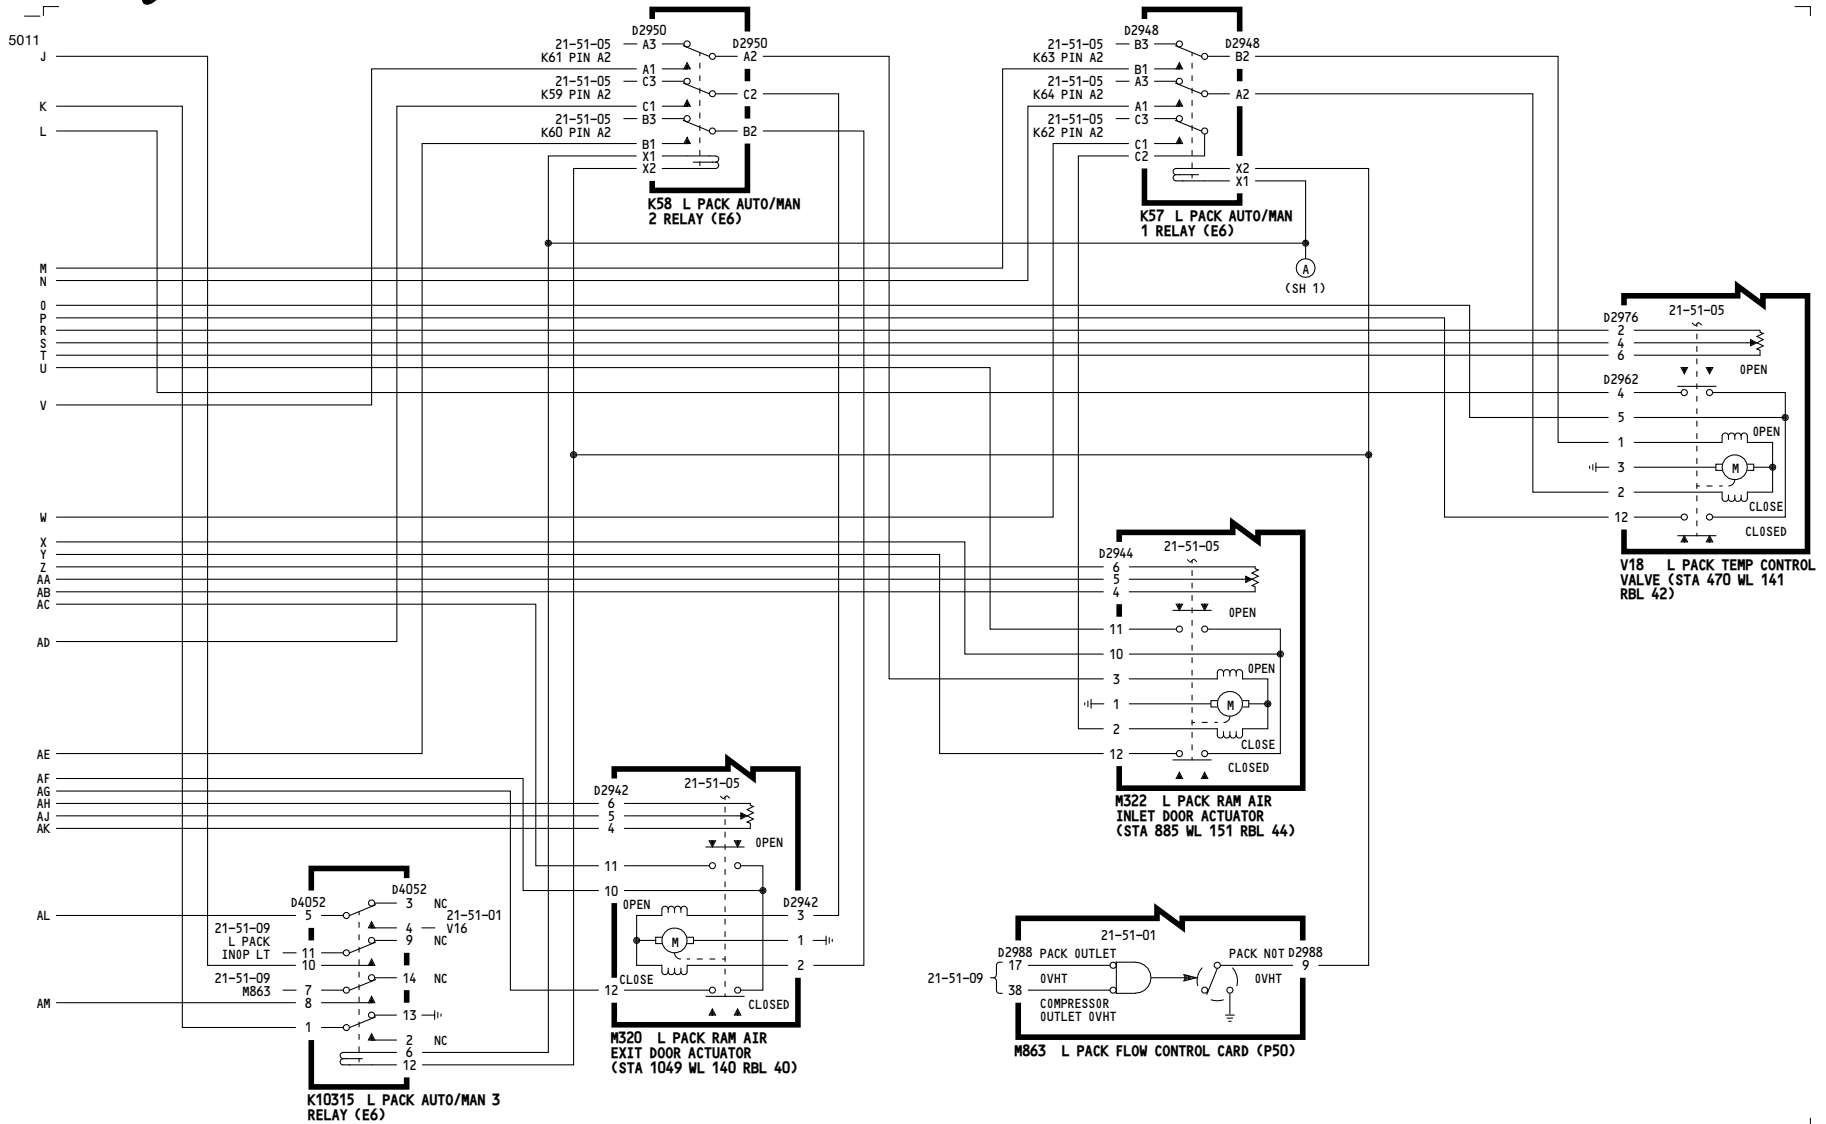 5011
J
K
L
M
N
O
P
R
S
T
U
V
W
X
Y
Z
AA
AB
AC
AD
AE
AF
AG
AH
AJ
AK
AL
AM
D2950
D2950
21-51-05 A3
K61 PIN A2
A2
A1
21-51-05 C3
K59 PIN A2
C2
C1
21-51-05 B3
K60 PIN A2
B2
B1
X1
X2
K58 L PACK AUTO/MAN
2 RELAY (E6)
D2948
D2948
21-51-05 B3
K63 PIN A2
B2
B1
21-51-05 A3
K64 PIN A2
A2
A1
21-51-05 C3
K62 PIN A2
C1
C2
X2
X1
K57 L PACK AUTO/MAN
1 RELAY (E6)
A
(SH 1)
21-51-05
D2976
2
4
6
OPEN
D2962
4
5
1
OPEN
3
M
2
CLOSE
12
CLOSED
V18 L PACK TEMP CONTROL
VALVE (STA 470 WL 141
RBL 42)
21-51-05
D2944
6
5
4
OPEN
11
10
3
OPEN
1
M
2
CLOSE
12
CLOSED
M322 L PACK RAM AIR
INLET DOOR ACTUATOR
(STA 885 WL 151 RBL 44)
21-51-05
D2942
6
5
4
OPEN
11
10
OPEN
D2942
3
M
1
2
CLOSE
12
CLOSED
M320 L PACK RAM AIR
EXIT DOOR ACTUATOR
(STA 1049 WL 140 RBL 40)
D4052
D4052
5
3 NC
21-51-01
4
V16
21-51-09
L PACK
INOP LT
9 NC
11
10
14 NC
21-51-09
M863
7
8
13
1
2 NC
6
12
K10315 L PACK AUTO/MAN 3
RELAY (E6)
21-51-01
D2988 PACK OUTLET
PACK NOT D2988
17
OVHT
OVHT
9
21-51-09
38
COMPRESSOR
OUTLET OVHT
M863 L PACK FLOW CONTROL CARD (P50)